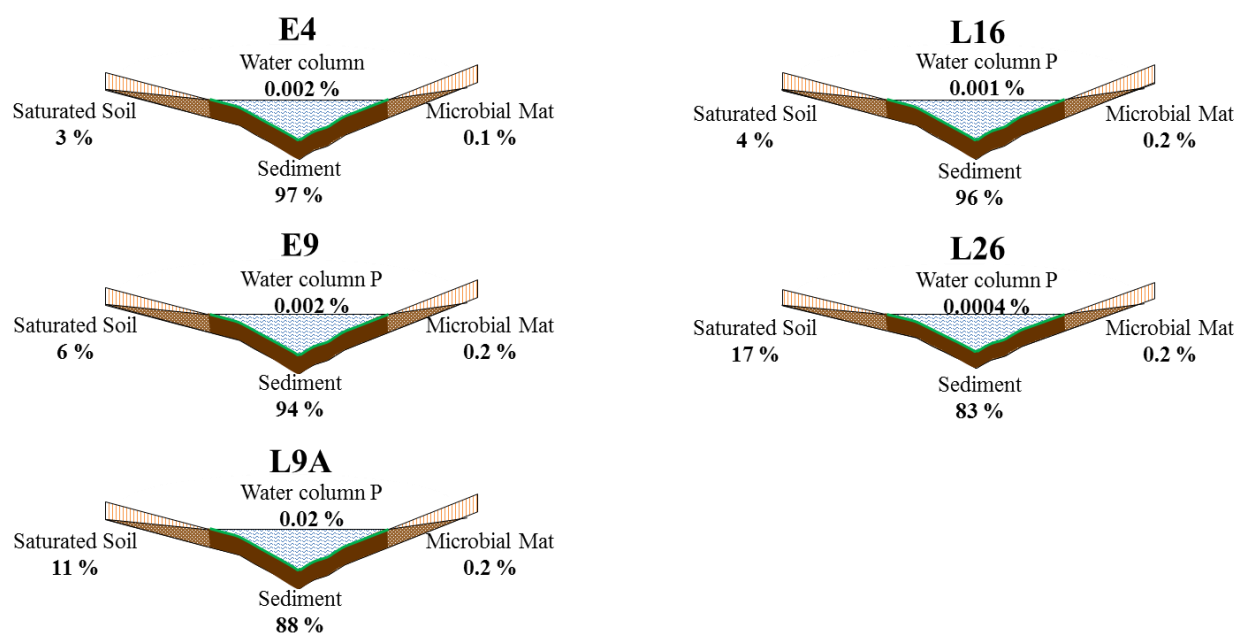 E4
Water column
0.002 %
Saturated Soil
3 %
Microbial Mat
0.1 %
Sediment
97 %
L16
Water column P
0.001 %
Saturated Soil
4 %
Microbial Mat
0.2 %
Sediment
96 %
E9
Water column P
0.002 %
Saturated Soil
6 %
Microbial Mat
0.2 %
Sediment
94 %
L26
Water column P
0.0004 %
Saturated Soil
17 %
Microbial Mat
0.2 %
Sediment
83 %
L9A
Water column P
0.02 %
Saturated Soil
11 %
Microbial Mat
0.2 %
Sediment
88 %